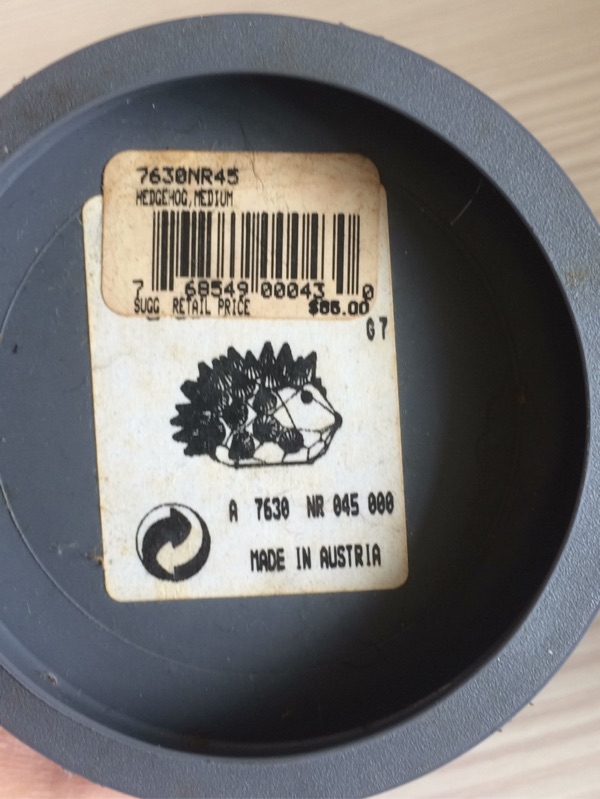 7630NR45
HEDGEHOG,MEDIUM
7 68549 00043 0
SUGG RETAIL PRICE $65.00
G7
A 7630 NR 045 000
MADE IN AUSTRIA